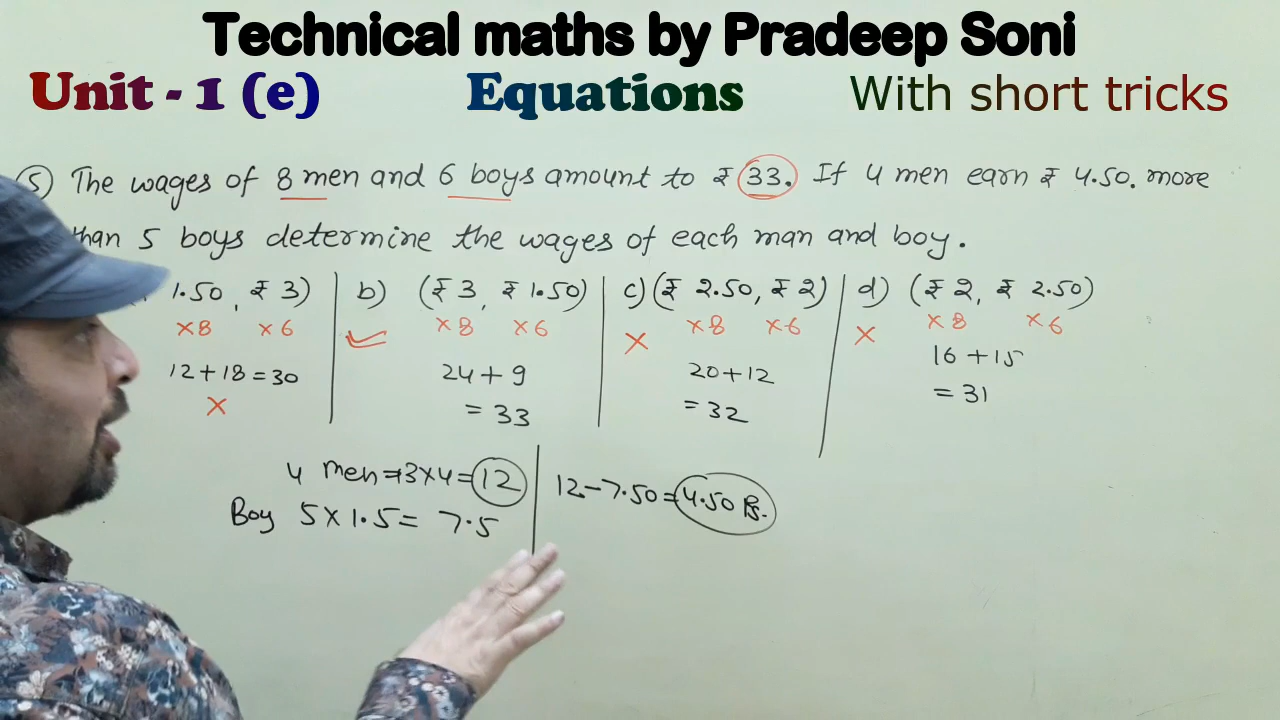 Technical maths by Pradeep Soni
Unit - 1 (e) Equations With short tricks
5) The wages of 8 men and 6 boys amount to ₹ 33. If 4 men earn ₹ 4.50. more
than 5 boys determine the wages of each man and boy.
1.50, ₹ 3) b) (₹ 3, ₹ 1.50) c) (₹ 2.50, ₹ 2) d) (₹ 2, ₹ 2.50)
×8 ×6 ×8 ×6 ×8 ×6 ×8 ×6
12+18=30 24+9 20+12 16+15
=33 =32 =31
4 men=3×4=12 12-7.50=4.50 Rs.
Boy 5×1.5= 7.5